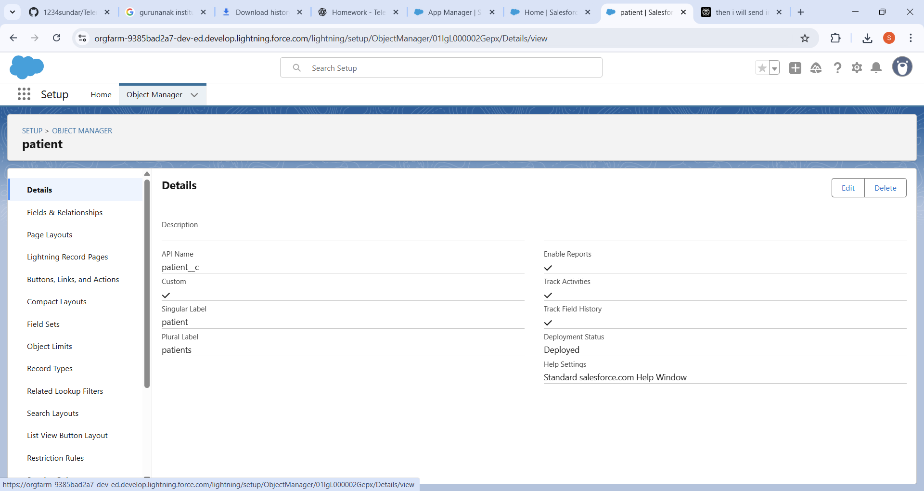 1234sundar/Tele
gurunanak insti
Download histor
Homework - Tele
App Manager | S
Home | Salesforc
patient | Salesfor
then i will send i
orgfarm-9385bad2a7-dev-ed.develop.lightning.force.com/lightning/setup/ObjectManager/01IgL000002Gepx/Details/view
S
Search Setup
Setup
Home
Object Manager
SETUP > OBJECT MANAGER
patient
Details
Fields & Relationships
Page Layouts
Lightning Record Pages
Buttons, Links, and Actions
Compact Layouts
Field Sets
Object Limits
Record Types
Related Lookup Filters
Search Layouts
List View Button Layout
Restriction Rules
Details
Edit
Delete
Description
API Name
patient__c
Custom
Singular Label
patient
Plural Label
patients
Enable Reports
Track Activities
Track Field History
Deployment Status
Deployed
Help Settings
Standard salesforce.com Help Window
https://orgfarm-9385bad2a7-dev-ed.develop.lightning.force.com/lightning/setup/ObjectManager/01IgL000002Gepx/Details/view